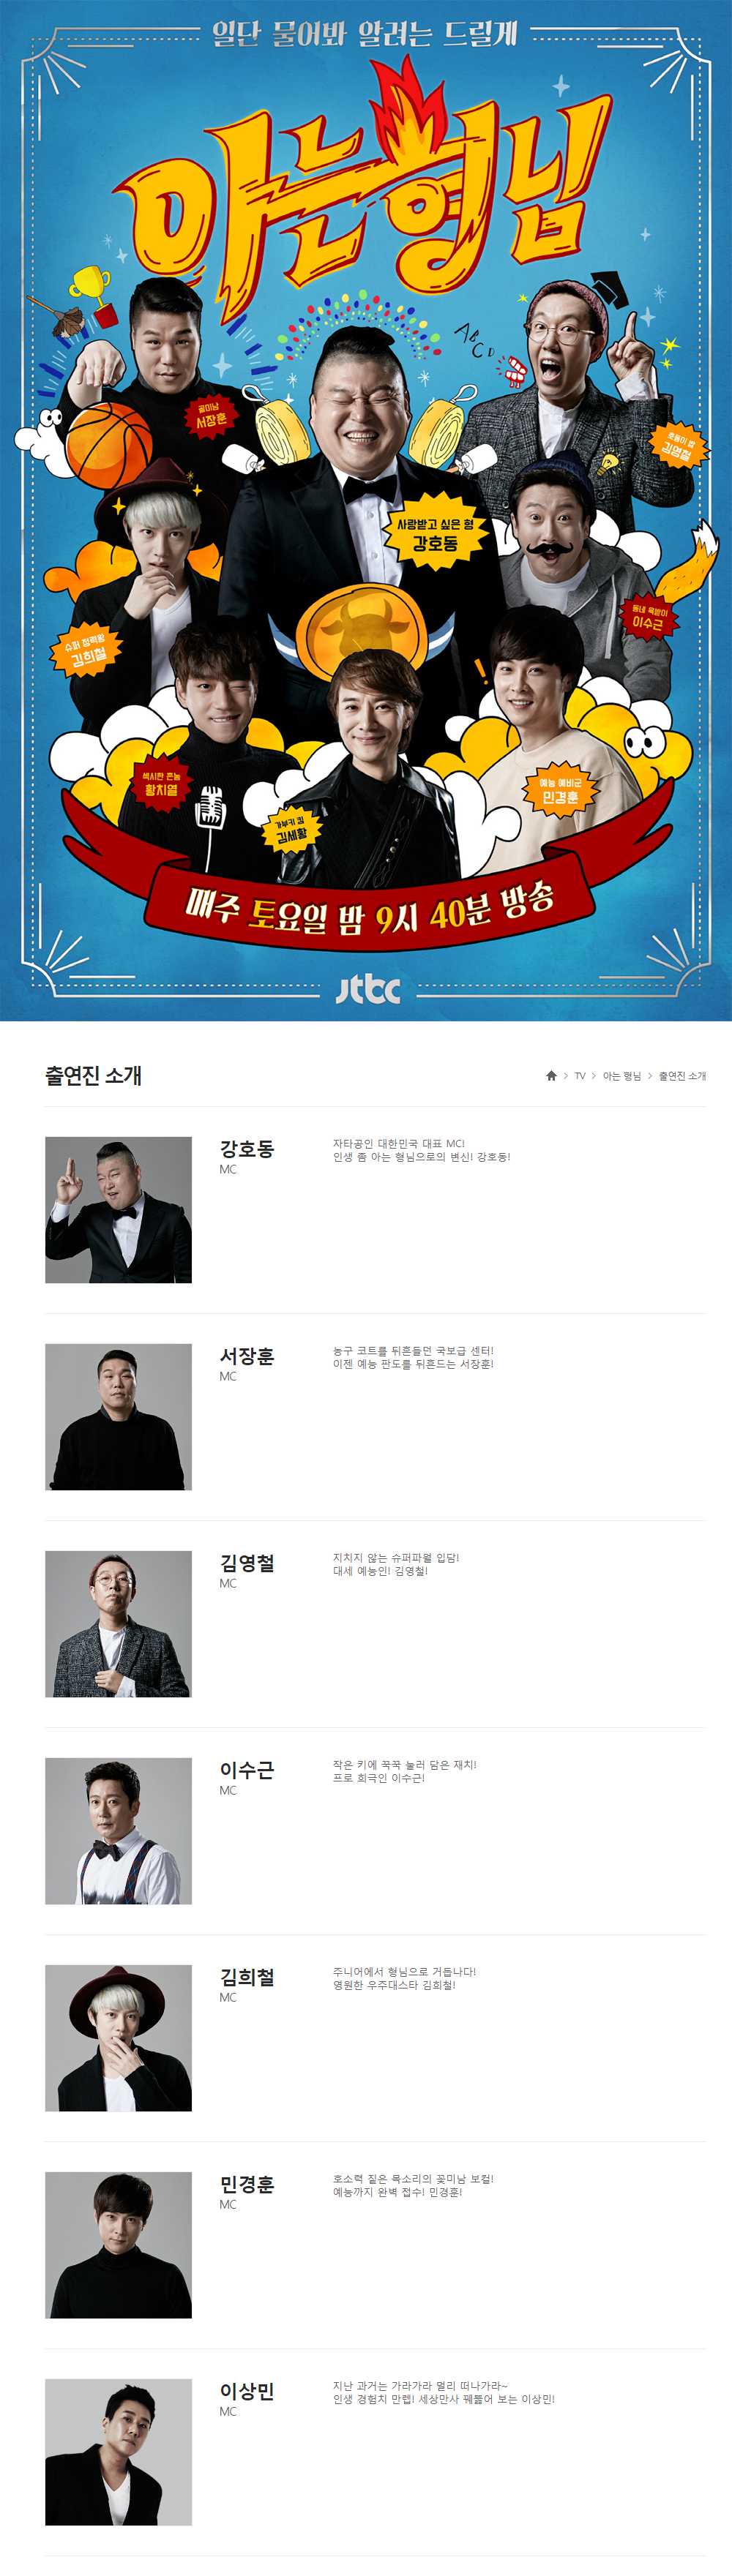 일단 물어봐 알려는 드릴게
아는 형님
A B C D
골미남
서장훈
호동이 밥
김영철
사랑받고 싶은 형
강호동
동네 욕받이
이수근
슈퍼 정력왕
김희철
섹시한 존놈
황치열
갸부키 김
김세황
예능 예비군
민경훈
매주 토요일 밤 9시 40분 방송
jtbc
출연진 소개
> TV > 아는 형님 > 출연진 소개
강호동
MC
자타공인 대한민국 대표 MC!
인생 좀 아는 형님으로의 변신! 강호동!
서장훈
MC
농구 코트를 뒤흔들던 국보급 센터!
이젠 예능 판도를 뒤흔드는 서장훈!
김영철
MC
지치지 않는 슈퍼파월 입담!
대세 예능인! 김영철!
이수근
MC
작은 키에 꾹꾹 눌러 담은 재치!
프로 희극인 이수근!
김희철
MC
주니어에서 형님으로 거듭나다!
영원한 우주대스타 김희철!
민경훈
MC
호소력 짙은 목소리의 꽃미남 보컬!
예능까지 완벽 접수! 민경훈!
이상민
MC
지난 과거는 가라가라 멀리 떠나가라~
인생 경험치 만렙! 세상만사 꿰뚫어 보는 이상민!